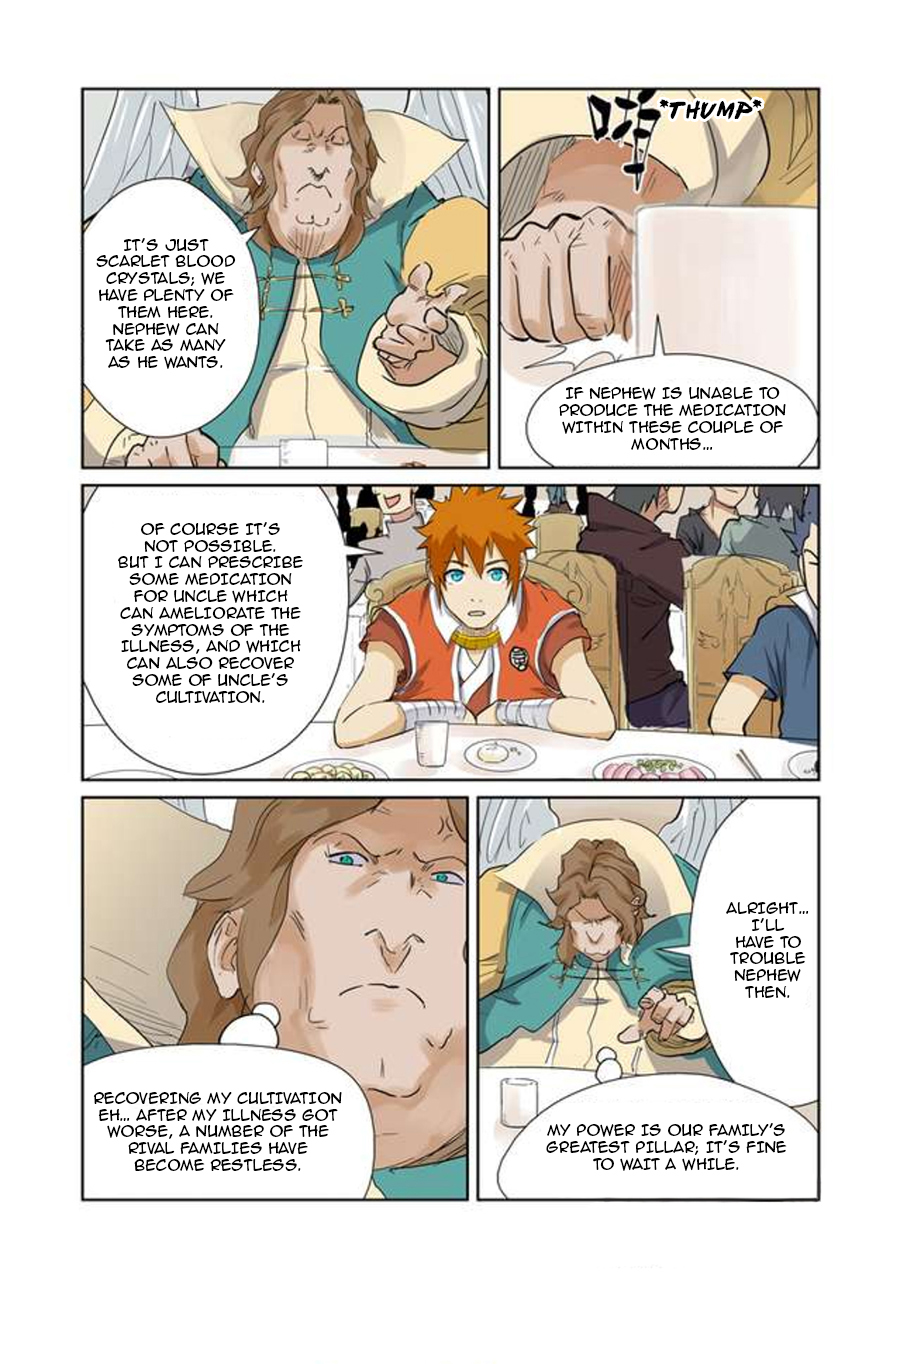 IT'S JUST
SCARLET BLOOD
CRYSTALS; WE
HAVE PLENTY OF
THEM HERE.
NEPHEW CAN
TAKE AS MANY
AS HE WANTS.
*THUMP*
IF NEPHEW IS UNABLE TO
PRODUCE THE MEDICATION
WITHIN THESE COUPLE OF
MONTHS...
OF COURSE IT'S
NOT POSSIBLE.
BUT I CAN PRESCRIBE
SOME MEDICATION
FOR UNCLE WHICH
CAN AMELIORATE THE
SYMPTOMS OF THE
ILLNESS, AND WHICH
CAN ALSO RECOVER
SOME OF UNCLE'S
CULTIVATION.
RECOVERING MY CULTIVATION
EH... AFTER MY ILLNESS GOT
WORSE, A NUMBER OF THE
RIVAL FAMILIES HAVE
BECOME RESTLESS.
ALRIGHT...
I'LL
HAVE TO
TROUBLE
NEPHEW
THEN.
MY POWER IS OUR FAMILY'S
GREATEST PILLAR; IT'S FINE
TO WAIT A WHILE.